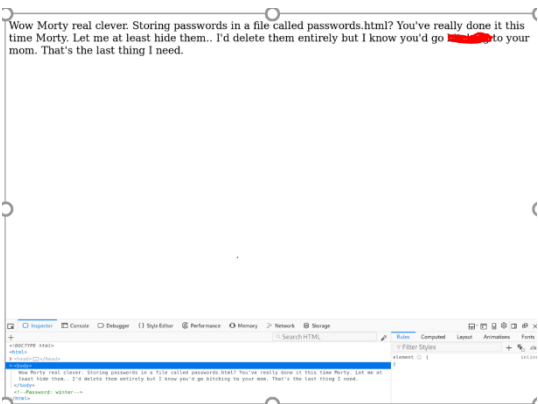 Wow Morty real clever. Storing passwords in a file called passwords.html? You've really done it this
time Morty. Let me at least hide them.. I'd delete them entirely but I know you'd go to your
mom. That's the last thing I need.
Inspector Console Debugger {} Style Editor Performance Memory Network Storage
+ Search HTML Rules Computed Layout Animations Fonts
<!DOCTYPE html> Filter Styles +
<html> element { inline
<head></head> }
<body>
Wow Morty real clever. Storing passwords in a file called passwords.html? You've really done it this time Morty. Let me at
least hide them.. I'd delete them entirely but I know you'd go bitching to your mom. That's the last thing I need.
</body>
<!--Password: winter-->
</html>